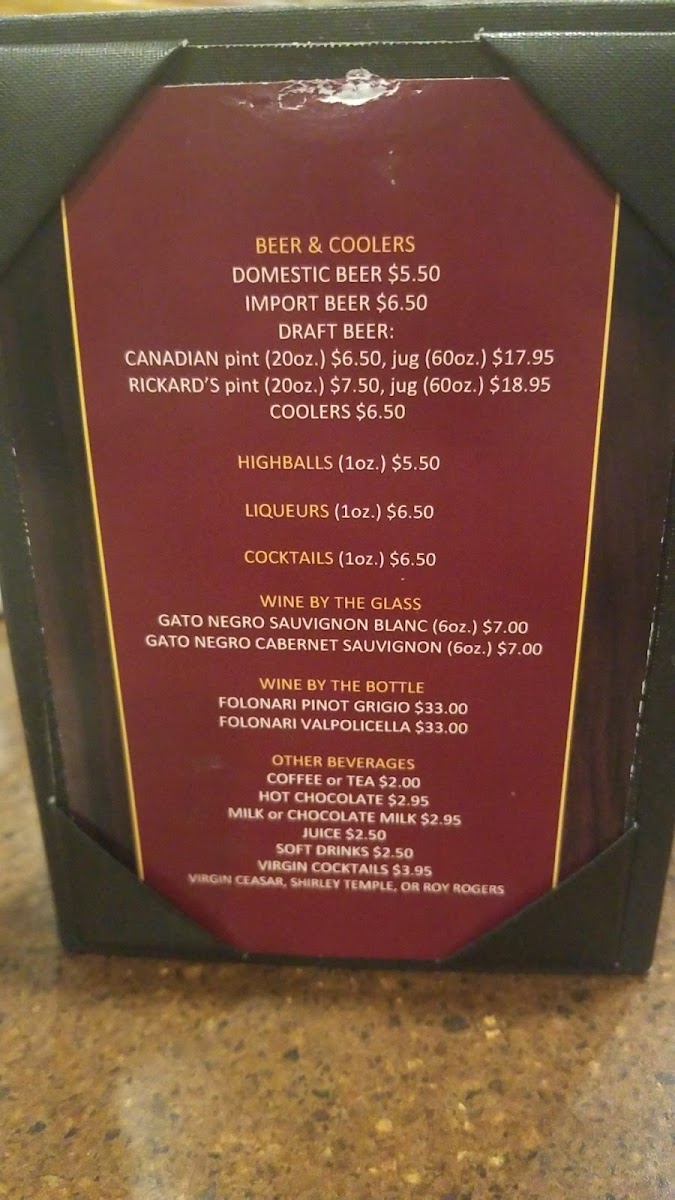 BEER & COOLERS
DOMESTIC BEER $5.50
IMPORT BEER $6.50
DRAFT BEER:
CANADIAN pint (20oz.) $6.50, jug (60oz.) $17.95
RICKARD'S pint (20oz.) $7.50, jug (60oz.) $18.95
COOLERS $6.50
HIGHBALLS (1oz.) $5.50
LIQUEURS (1oz.) $6.50
COCKTAILS (1oz.) $6.50
WINE BY THE GLASS
GATO NEGRO SAUVIGNON BLANC (6oz.) $7.00
GATO NEGRO CABERNET SAUVIGNON (6oz.) $7.00
WINE BY THE BOTTLE
FOLONARI PINOT GRIGIO $33.00
FOLONARI VALPOLICELLA $33.00
OTHER BEVERAGES
COFFEE or TEA $2.00
HOT CHOCOLATE $2.95
MILK or CHOCOLATE MILK $2.95
JUICE $2.50
SOFT DRINKS $2.50
VIRGIN COCKTAILS $3.95
VIRGIN CEASAR, SHIRLEY TEMPLE, OR ROY ROGERS